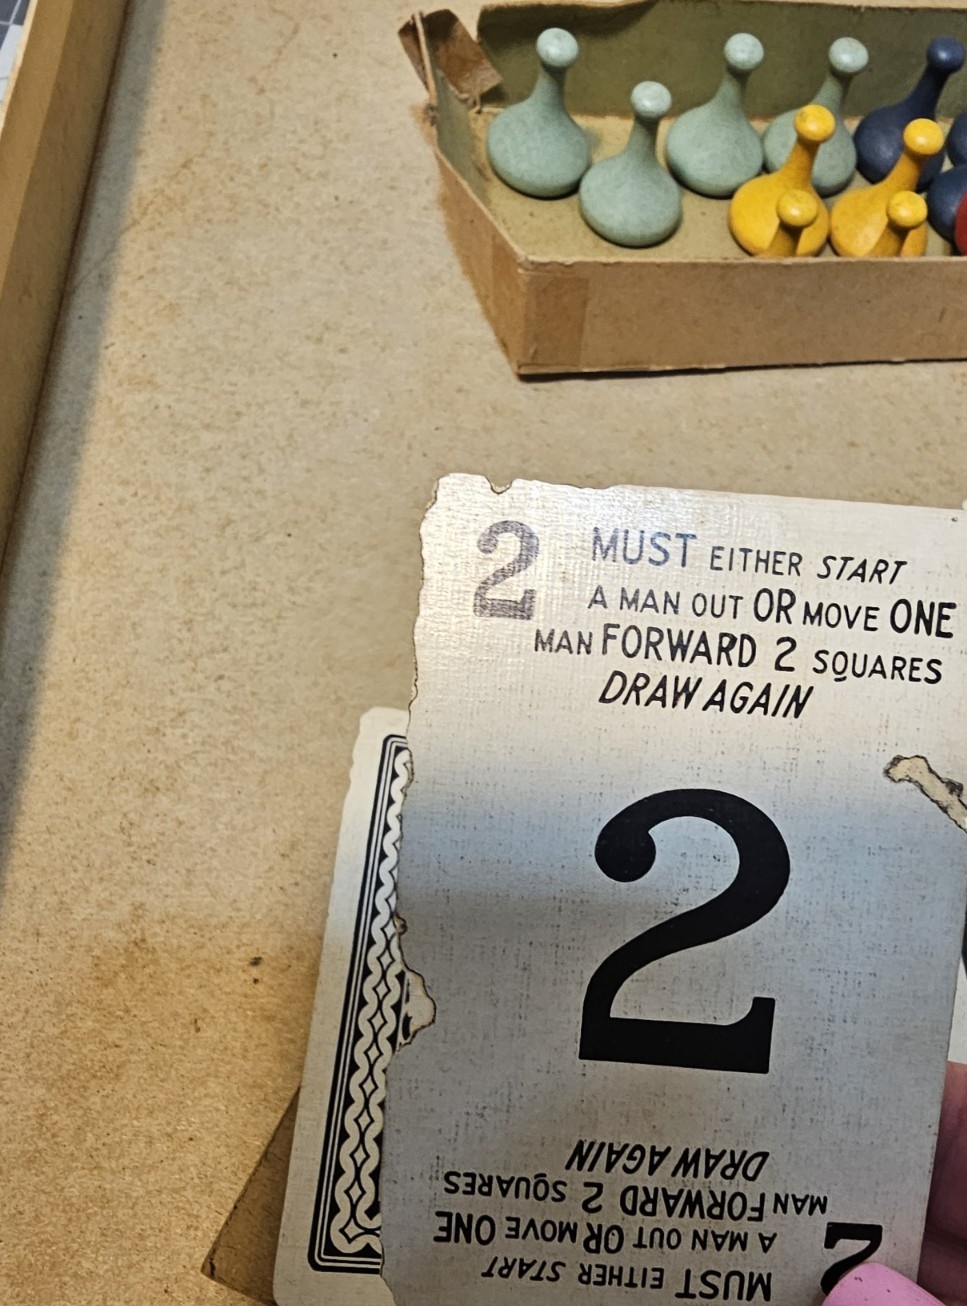 2 MUST EITHER START
A MAN OUT OR MOVE ONE
MAN FORWARD 2 SQUARES
DRAW AGAIN
2
2 MUST EITHER START
A MAN OUT OR MOVE ONE
MAN FORWARD 2 SQUARES
DRAW AGAIN